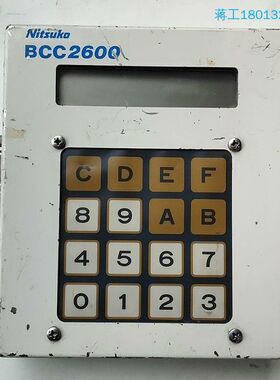 蒋工180132
Nitsuko
BCC2600
C D E F
8 9 A B
4 5 6 7
0 1 2 3